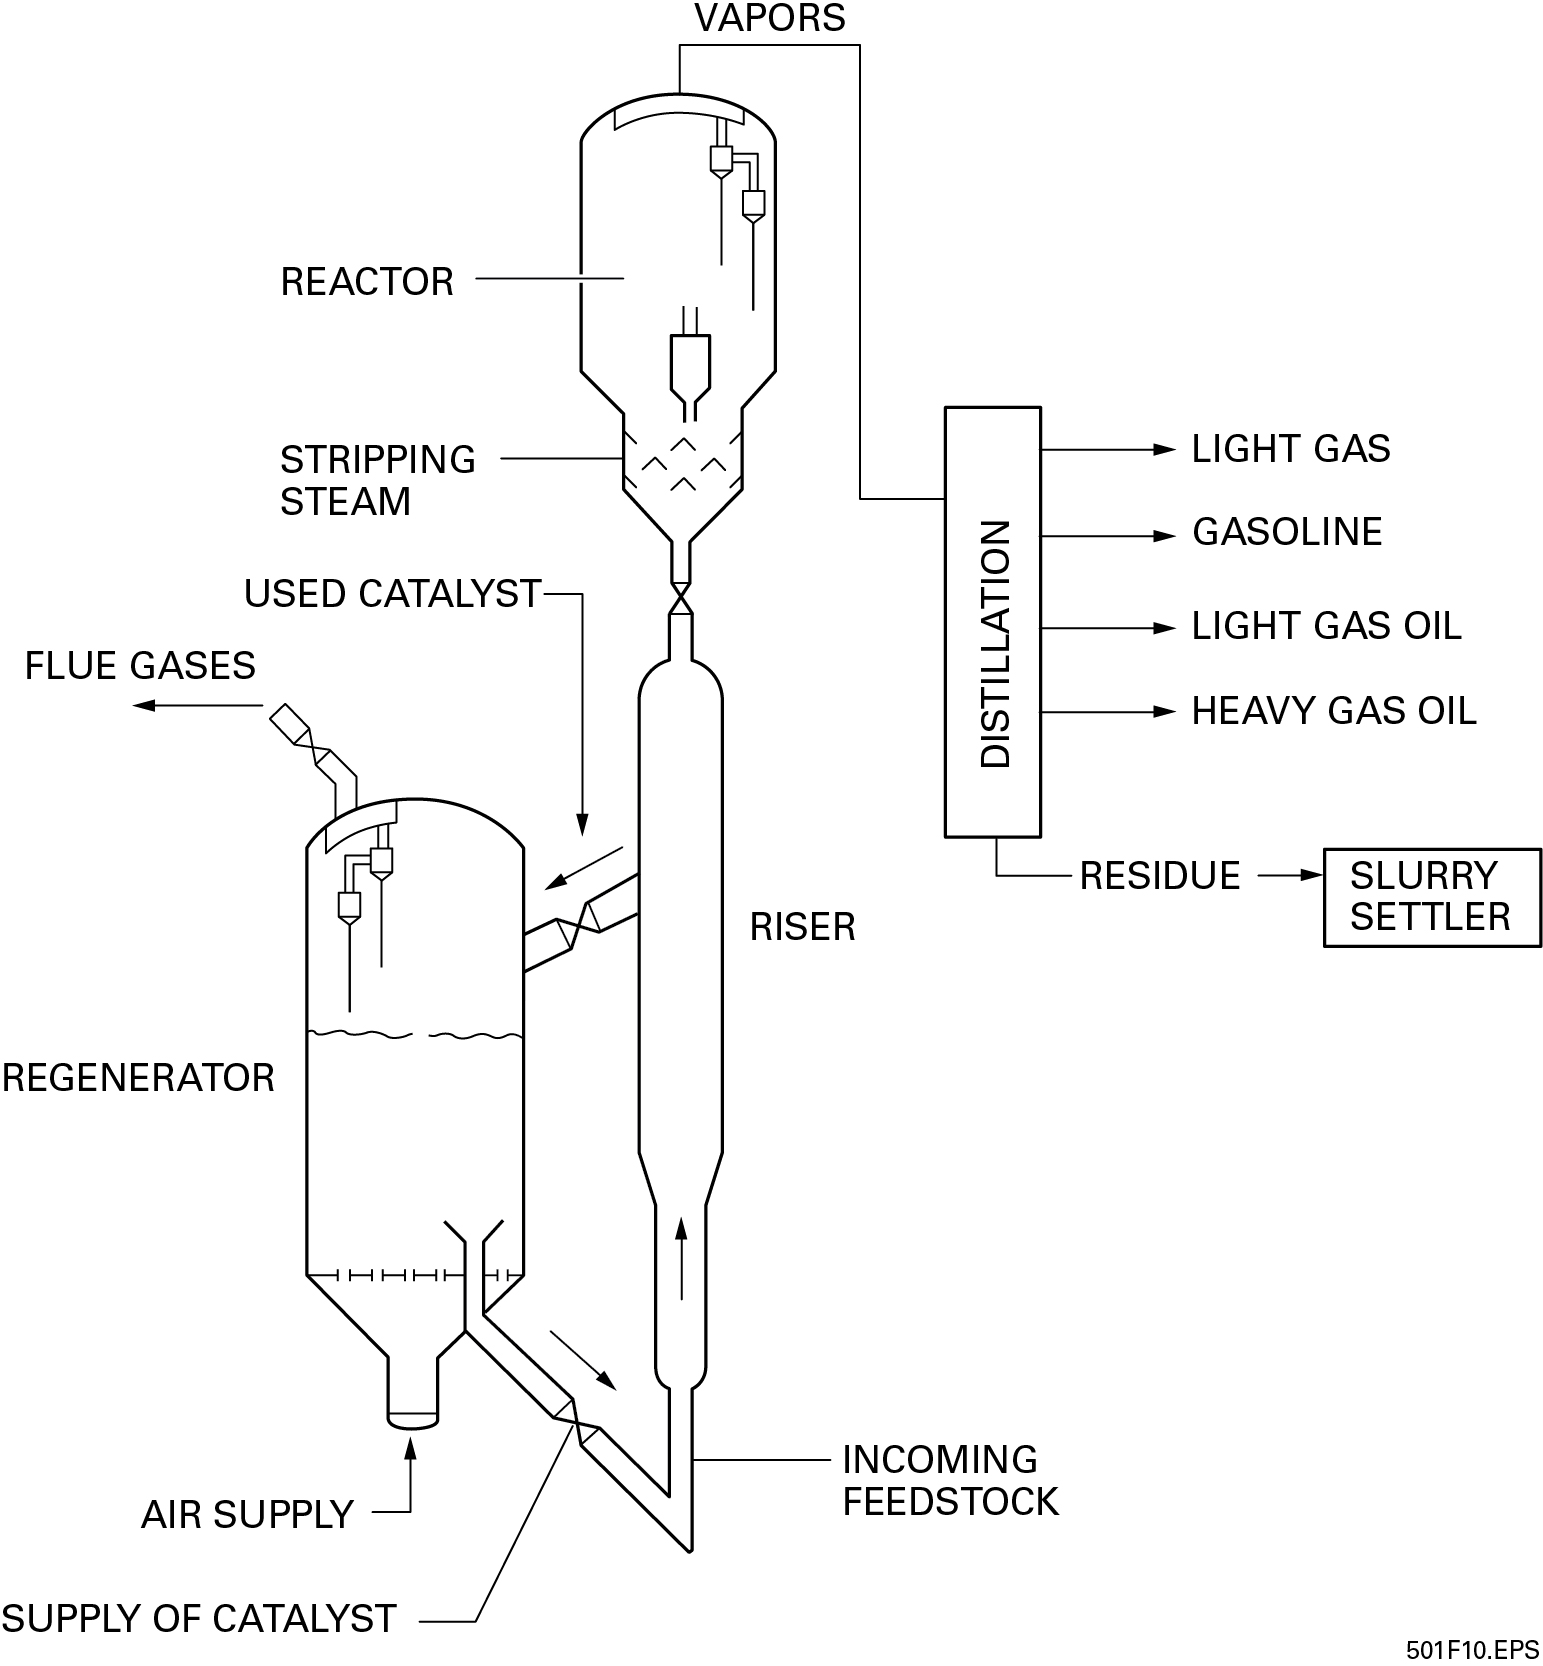 VAPORS
REACTOR
STRIPPING
STEAM
LIGHT GAS
GASOLINE
USED CATALYST
LIGHT GAS OIL
FLUE GASES
DISTILLATION
HEAVY GAS OIL
RESIDUE
SLURRY
SETTLER
RISER
REGENERATOR
INCOMING
FEEDSTOCK
AIR SUPPLY
SUPPLY OF CATALYST
501F10.EPS